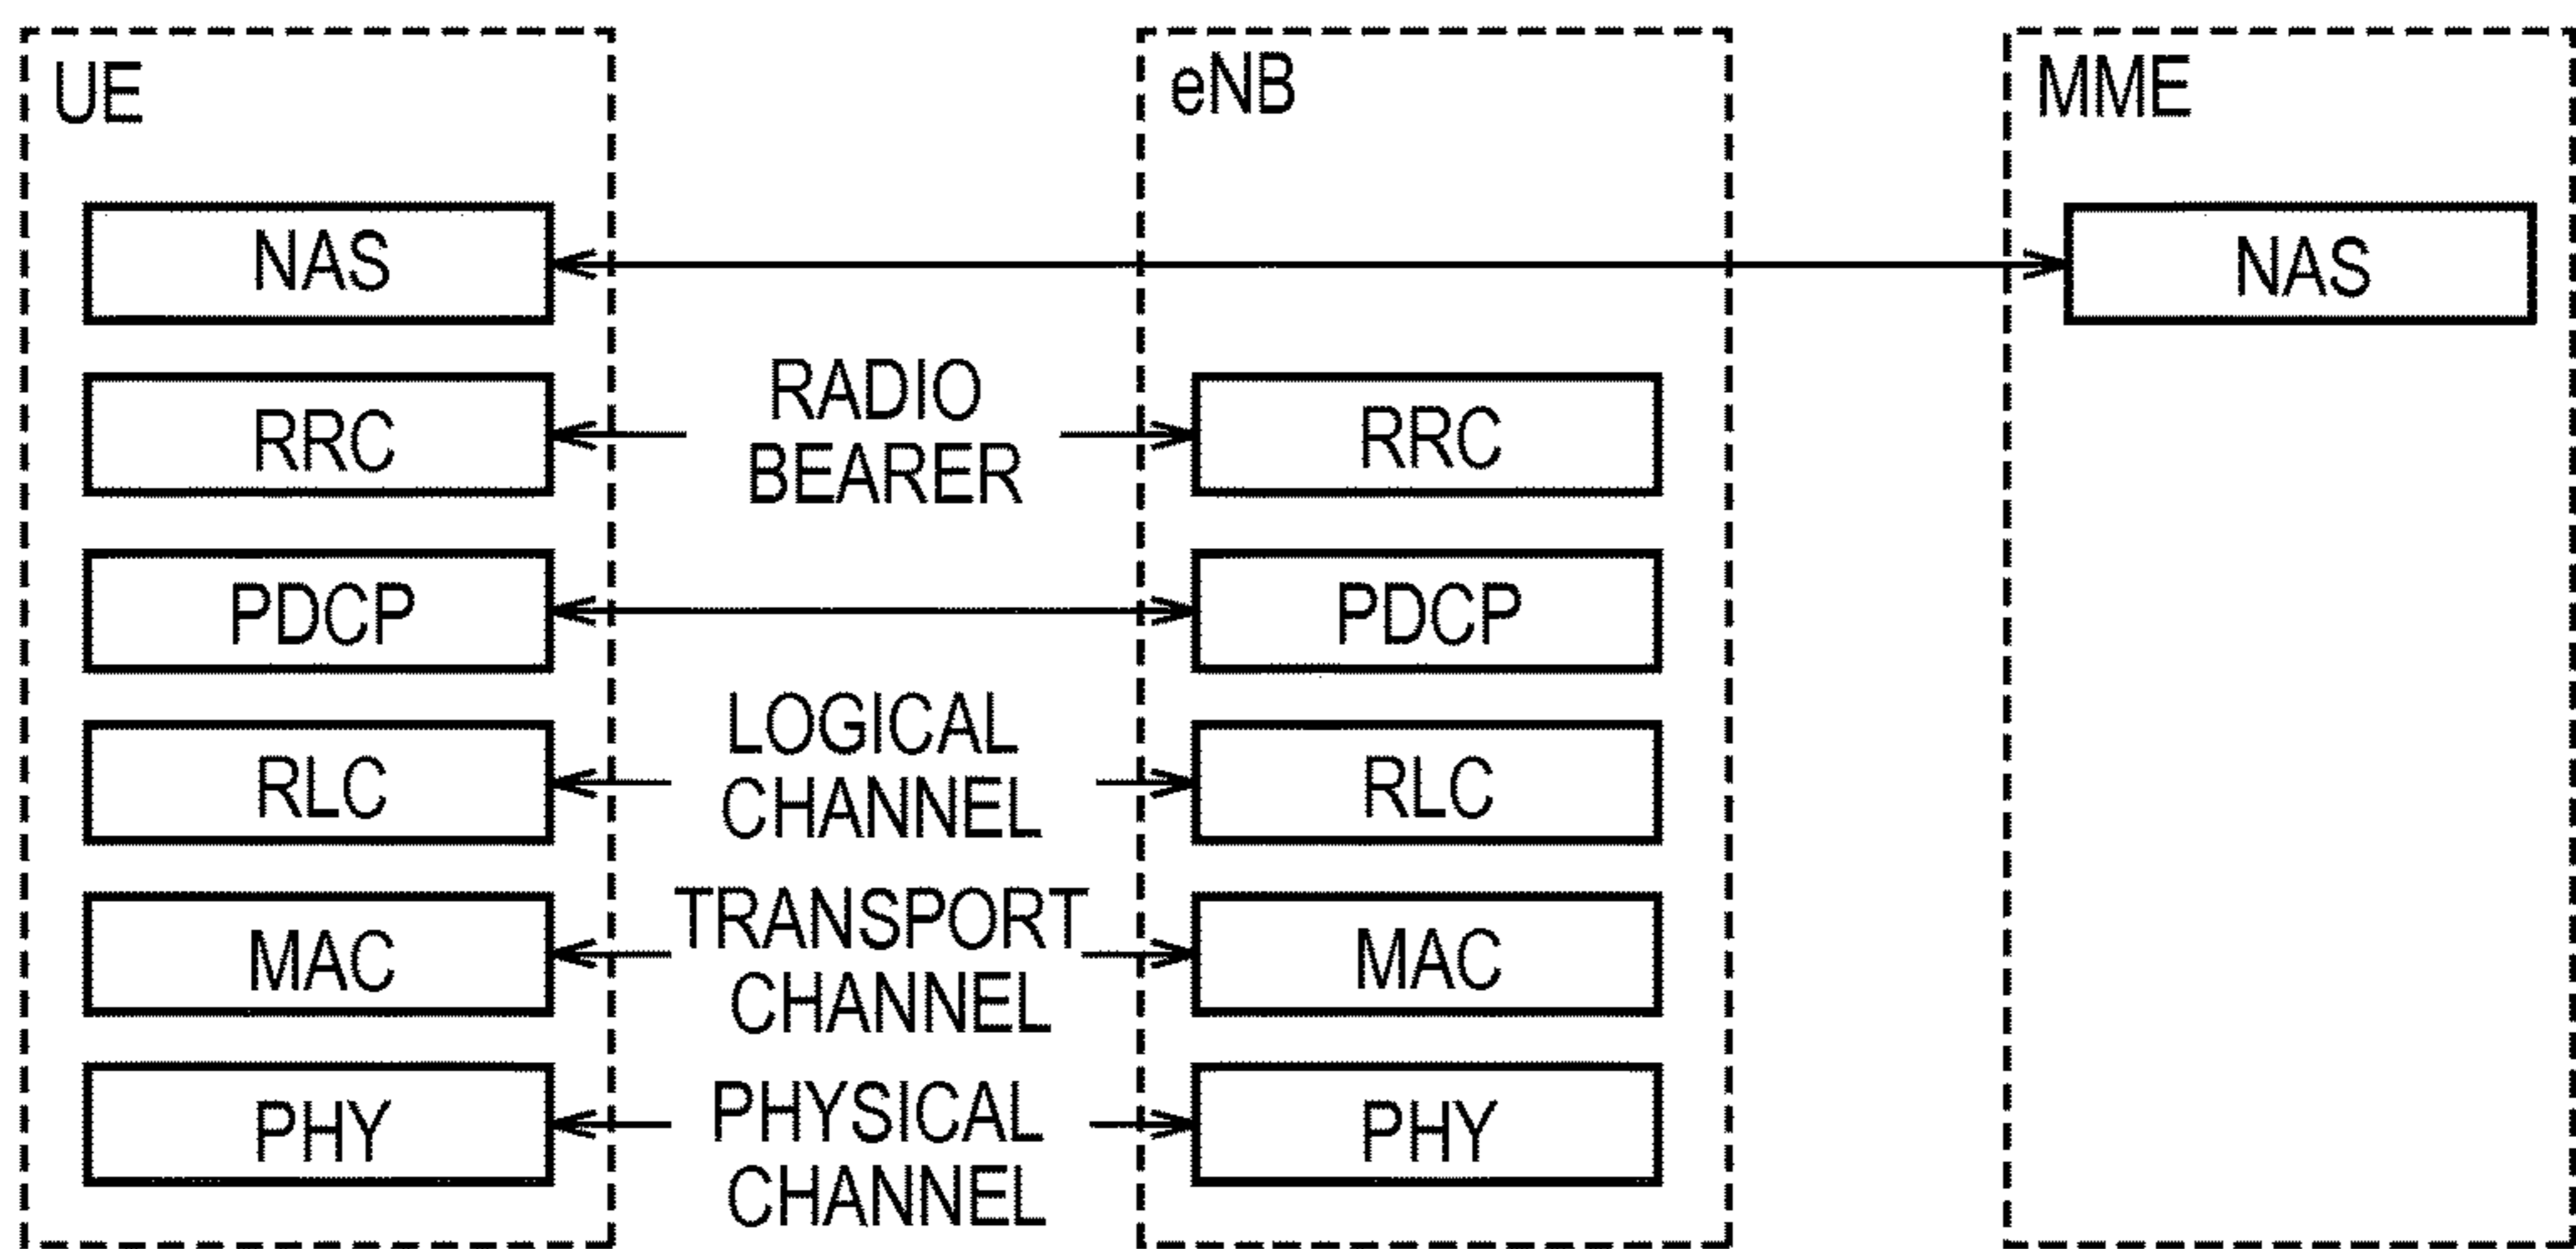 UE
eNB
MME
NAS
NAS
RRC
RADIO
BEARER
RRC
PDCP
PDCP
RLC
LOGICAL
CHANNEL
RLC
MAC
TRANSPORT
CHANNEL
MAC
PHY
PHYSICAL
CHANNEL
PHY